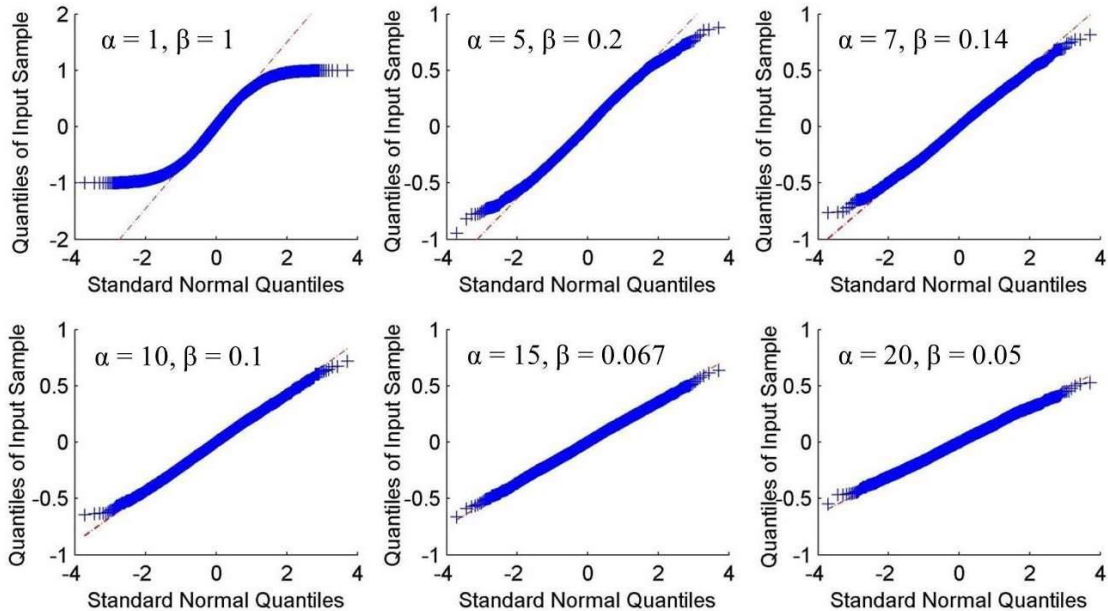 α = 1, β = 1
Quantiles of Input Sample
2
1
0
-1
-2
-4 -2 0 2 4
Standard Normal Quantiles
α = 5, β = 0.2
Quantiles of Input Sample
1
0.5
0
-0.5
-1
-4 -2 0 2 4
Standard Normal Quantiles
α = 7, β = 0.14
Quantiles of Input Sample
1
0.5
0
-0.5
-1
-4 -2 0 2 4
Standard Normal Quantiles
α = 10, β = 0.1
Quantiles of Input Sample
1
0.5
0
-0.5
-1
-4 -2 0 2 4
Standard Normal Quantiles
α = 15, β = 0.067
Quantiles of Input Sample
1
0.5
0
-0.5
-1
-4 -2 0 2 4
Standard Normal Quantiles
α = 20, β = 0.05
Quantiles of Input Sample
1
0.5
0
-0.5
-1
-4 -2 0 2 4
Standard Normal Quantiles